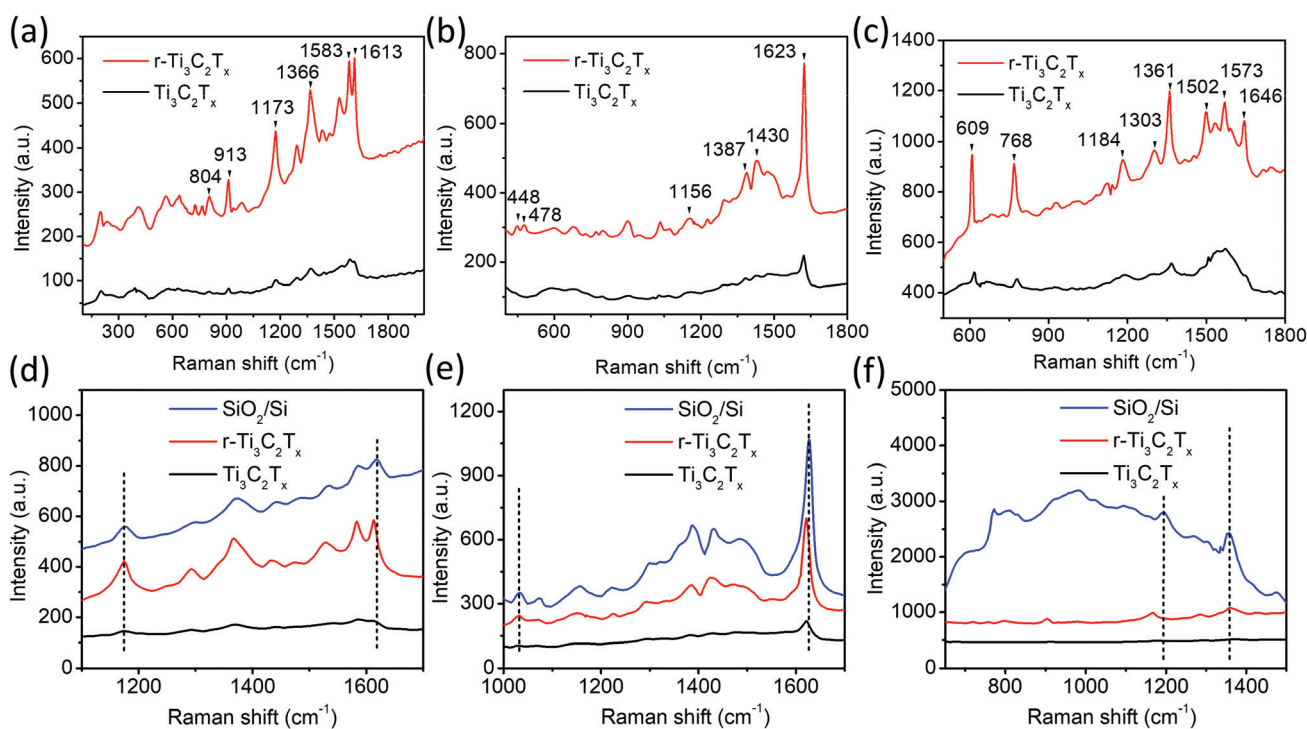 (a)
r-Ti₃C₂Tₓ
Ti₃C₂Tₓ
1583
1613
1366
1173
913
804
600
500
400
300
200
100
Intensity (a.u.)
300
600
900
1200
1500
1800
Raman shift (cm⁻¹)
(b)
r-Ti₃C₂Tₓ
Ti₃C₂Tₓ
1623
1430
1387
1156
448
478
800
600
400
200
Intensity (a.u.)
600
900
1200
1500
1800
Raman shift (cm⁻¹)
(c)
r-Ti₃C₂Tₓ
Ti₃C₂Tₓ
1361
1573
1502
1646
1303
1184
609
768
1400
1200
1000
800
600
400
Intensity (a.u.)
600
900
1200
1500
1800
Raman shift (cm⁻¹)
(d)
SiO₂/Si
r-Ti₃C₂Tₓ
Ti₃C₂Tₓ
1000
800
600
400
200
0
Intensity (a.u.)
1200
1400
1600
Raman shift (cm⁻¹)
(e)
SiO₂/Si
r-Ti₃C₂Tₓ
Ti₃C₂Tₓ
1200
900
600
300
0
Intensity (a.u.)
1000
1200
1400
1600
Raman shift (cm⁻¹)
(f)
SiO₂/Si
r-Ti₃C₂Tₓ
Ti₃C₂Tₓ
5000
4000
3000
2000
1000
0
Intensity (a.u.)
800
1000
1200
1400
Raman shift (cm⁻¹)